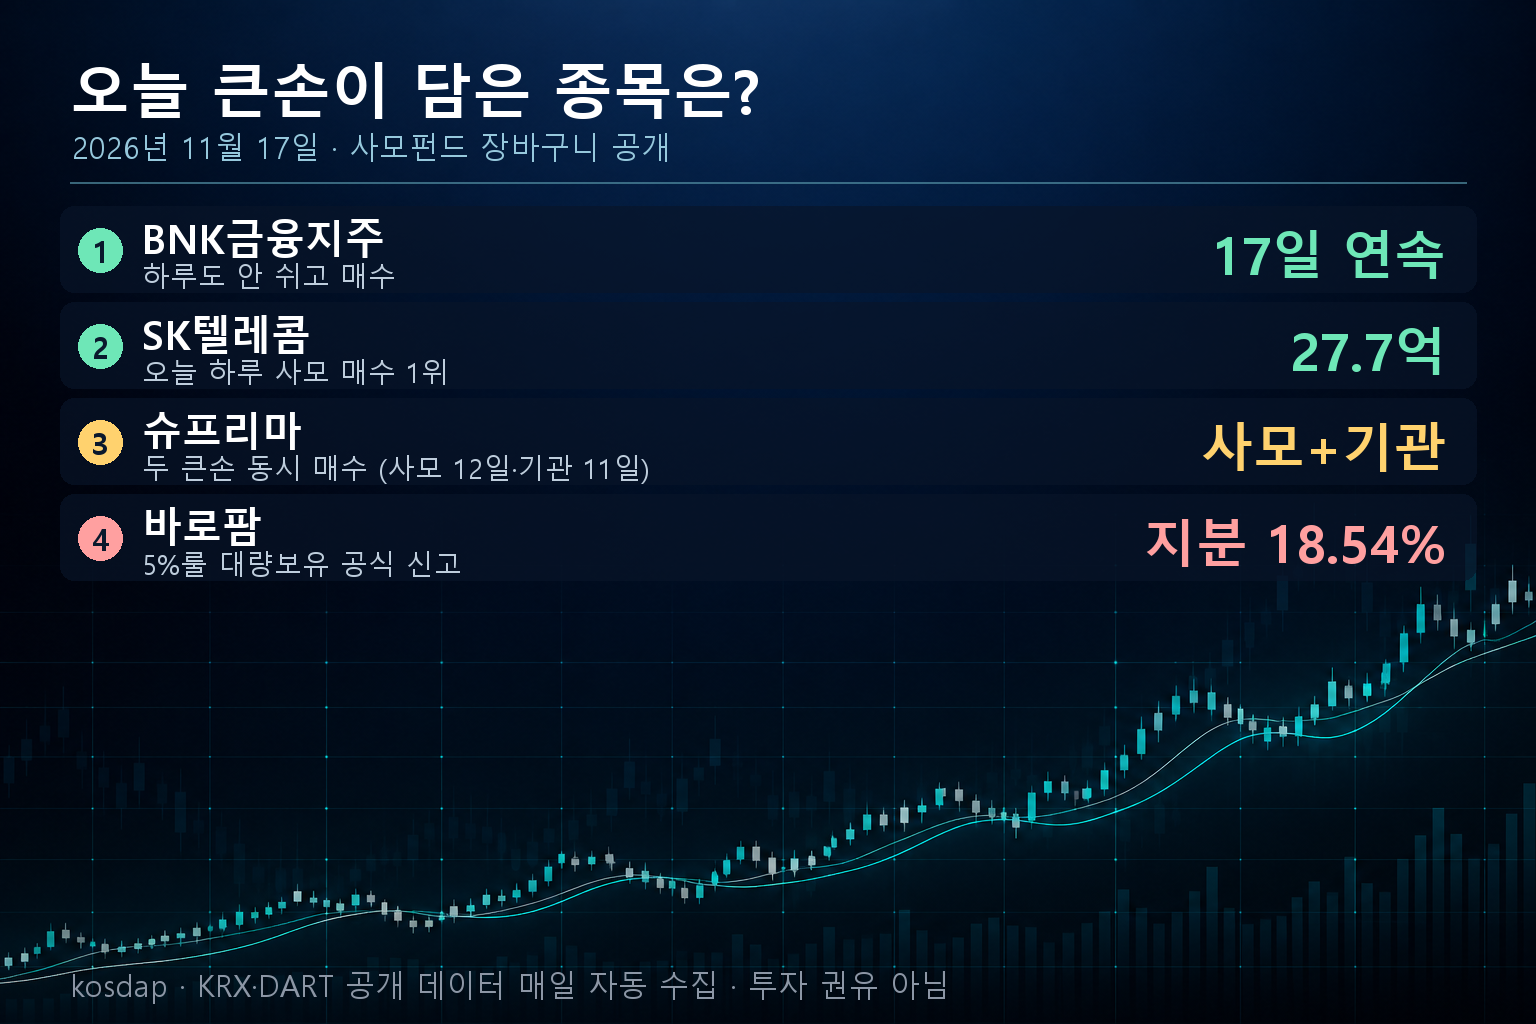 오늘 큰손이 담은 종목은?
2026년 11월 17일 · 사모펀드 장바구니 공개
1
BNK금융지주
하루도 안 쉬고 매수
17일 연속
2
SK텔레콤
오늘 하루 사모 매수 1위
27.7억
3
슈프리마
두 큰손 동시 매수 (사모 12일·기관 11일)
사모+기관
4
바로팜
5%룰 대량보유 공식 신고
지분 18.54%
kosdap · KRX·DART 공개 데이터 매일 자동 수집 · 투자 권유 아님